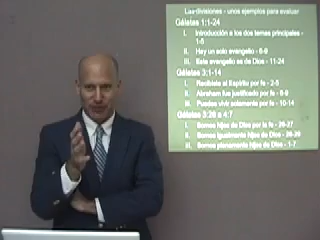 Las divisiones - unos ejemplos para evaluar
Gálatas 1:1-24
I. Introducción a los dos temas principales -
1-5
II. Hay un solo evangelio - 6-9
III. Este evangelio es de Dios - 11-24
Gálatas 3:1-14
I. Recibiste al Espíritu por fe - 2-5
II. Abraham fue justificado por fe - 6-9
III. Puedes vivir solamente por fe - 10-14
Gálatas 3:26 a 4:7
I. Somos hijos de Dios por la fe - 26-27
II. Somos igualmente hijos de Dios - 28-29
III. Somos plenamente hijos de Dios - 1-7